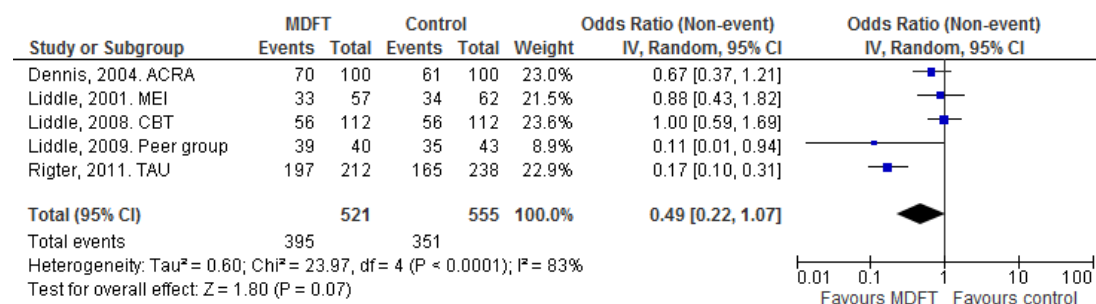 MDFT Control Odds Ratio (Non-event) Odds Ratio (Non-event)
Study or Subgroup Events Total Events Total Weight IV, Random, 95% CI IV, Random, 95% CI
Dennis, 2004. ACRA 70 100 61 100 23.0% 0.67 [0.37, 1.21]
Liddle, 2001. MEI 33 57 34 62 21.5% 0.88 [0.43, 1.82]
Liddle, 2008. CBT 56 112 56 112 23.6% 1.00 [0.59, 1.69]
Liddle, 2009. Peer group 39 40 35 43 8.9% 0.11 [0.01, 0.94]
Rigter, 2011. TAU 197 212 165 238 22.9% 0.17 [0.10, 0.31]
Total (95% CI) 521 555 100.0% 0.49 [0.22, 1.07]
Total events 395 351
Heterogeneity: Tau² = 0.60; Chi² = 23.97, df = 4 (P < 0.0001); I² = 83%
Test for overall effect: Z = 1.80 (P = 0.07)
0.01 0.1 1 10 100
Favours MDFT Favours control